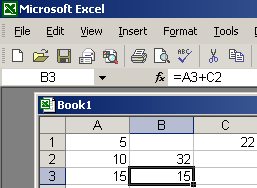 Microsoft Excel
File Edit View Insert Format Tools
B3 fx =A3+C2
Book1
A B C
1 5 22
2 10 32
3 15 15